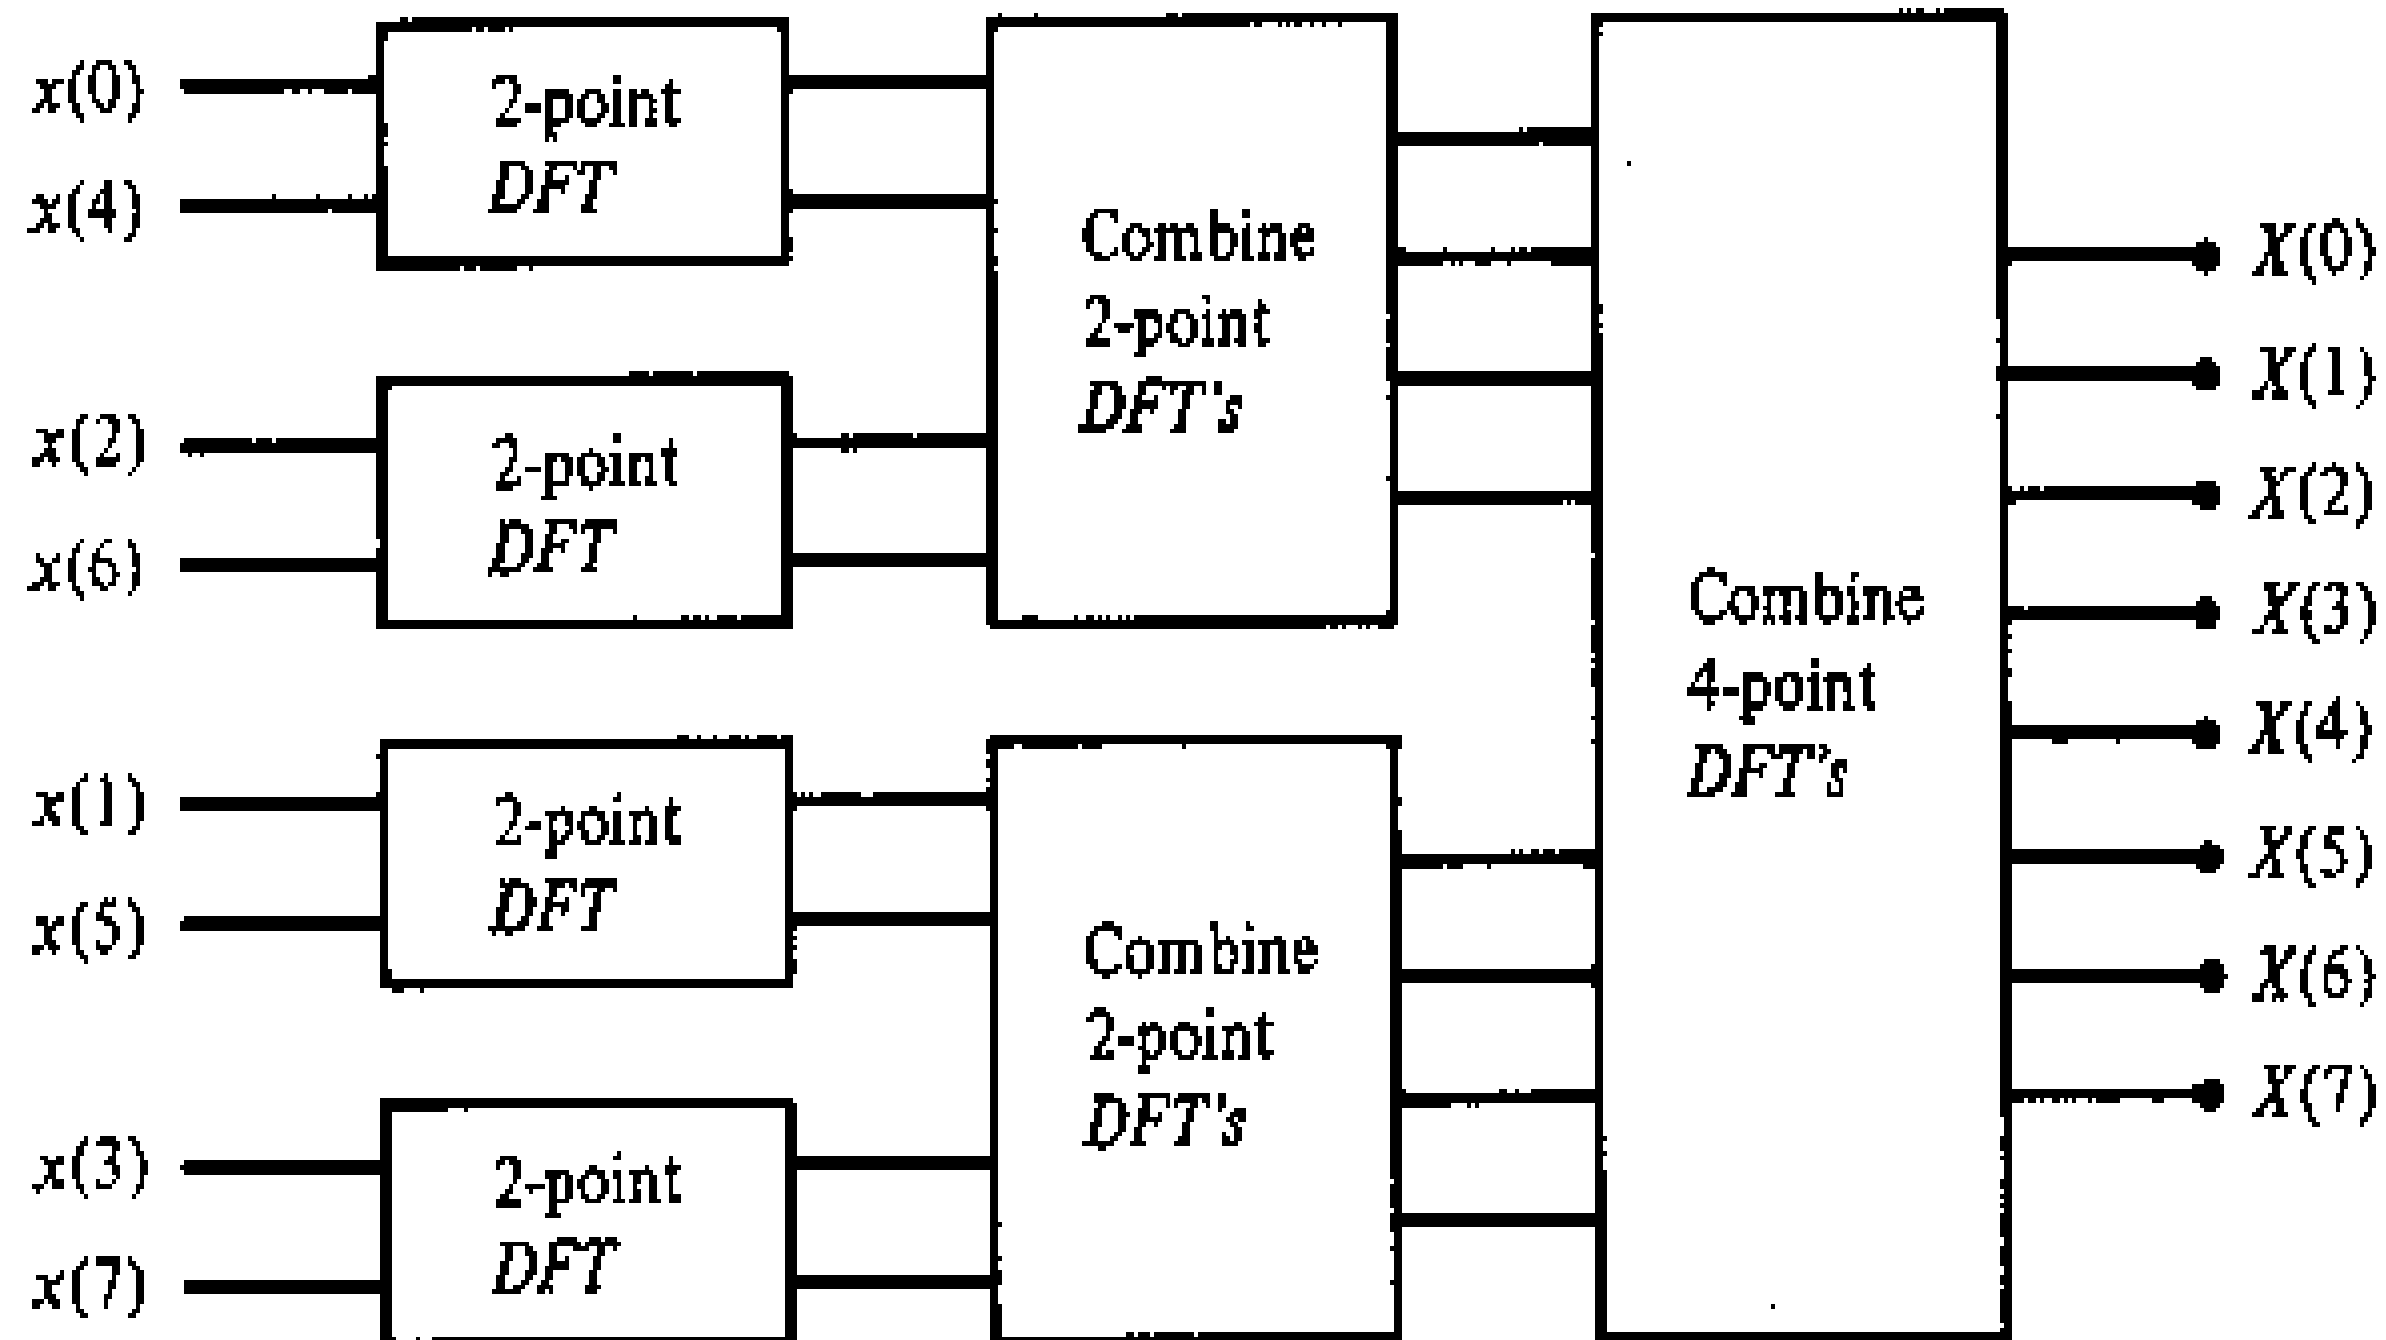 x(0)
x(4)
2-point
DFT
x(2)
x(6)
2-point
DFT
x(1)
x(5)
2-point
DFT
x(3)
x(7)
2-point
DFT
Combine
2-point
DFT's
Combine
2-point
DFT's
Combine
4-point
DFT's
X(0)
X(1)
X(2)
X(3)
X(4)
X(5)
X(6)
X(7)